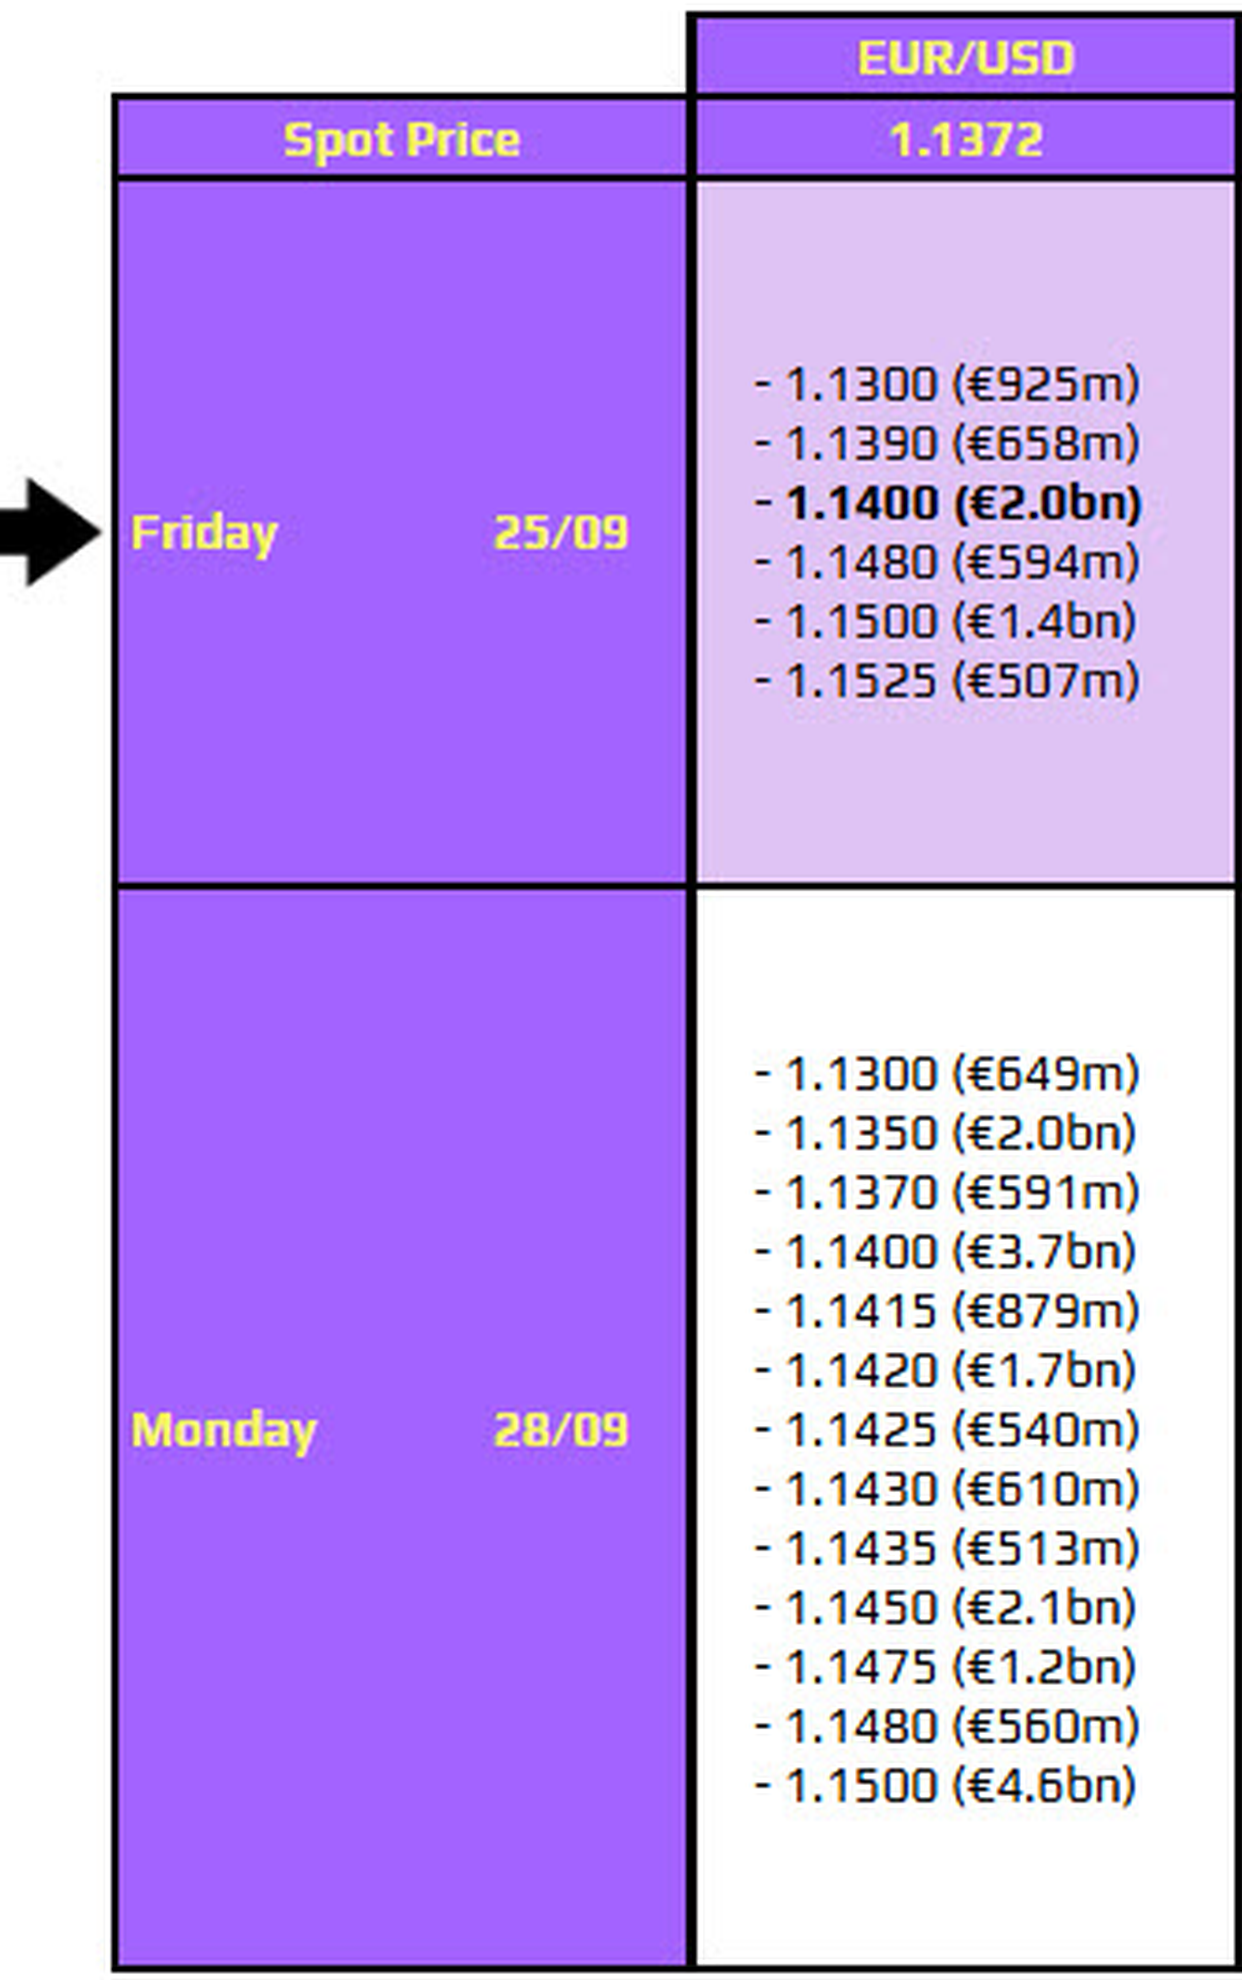 EUR/USD
Spot Price 1.1372
Friday 25/09
- 1.1300 (€925m)
- 1.1390 (€658m)
- 1.1400 (€2.0bn)
- 1.1480 (€594m)
- 1.1500 (€1.4bn)
- 1.1525 (€507m)
Monday 28/09
- 1.1300 (€649m)
- 1.1350 (€2.0bn)
- 1.1370 (€591m)
- 1.1400 (€3.7bn)
- 1.1415 (€879m)
- 1.1420 (€1.7bn)
- 1.1425 (€540m)
- 1.1430 (€610m)
- 1.1435 (€513m)
- 1.1450 (€2.1bn)
- 1.1475 (€1.2bn)
- 1.1480 (€560m)
- 1.1500 (€4.6bn)